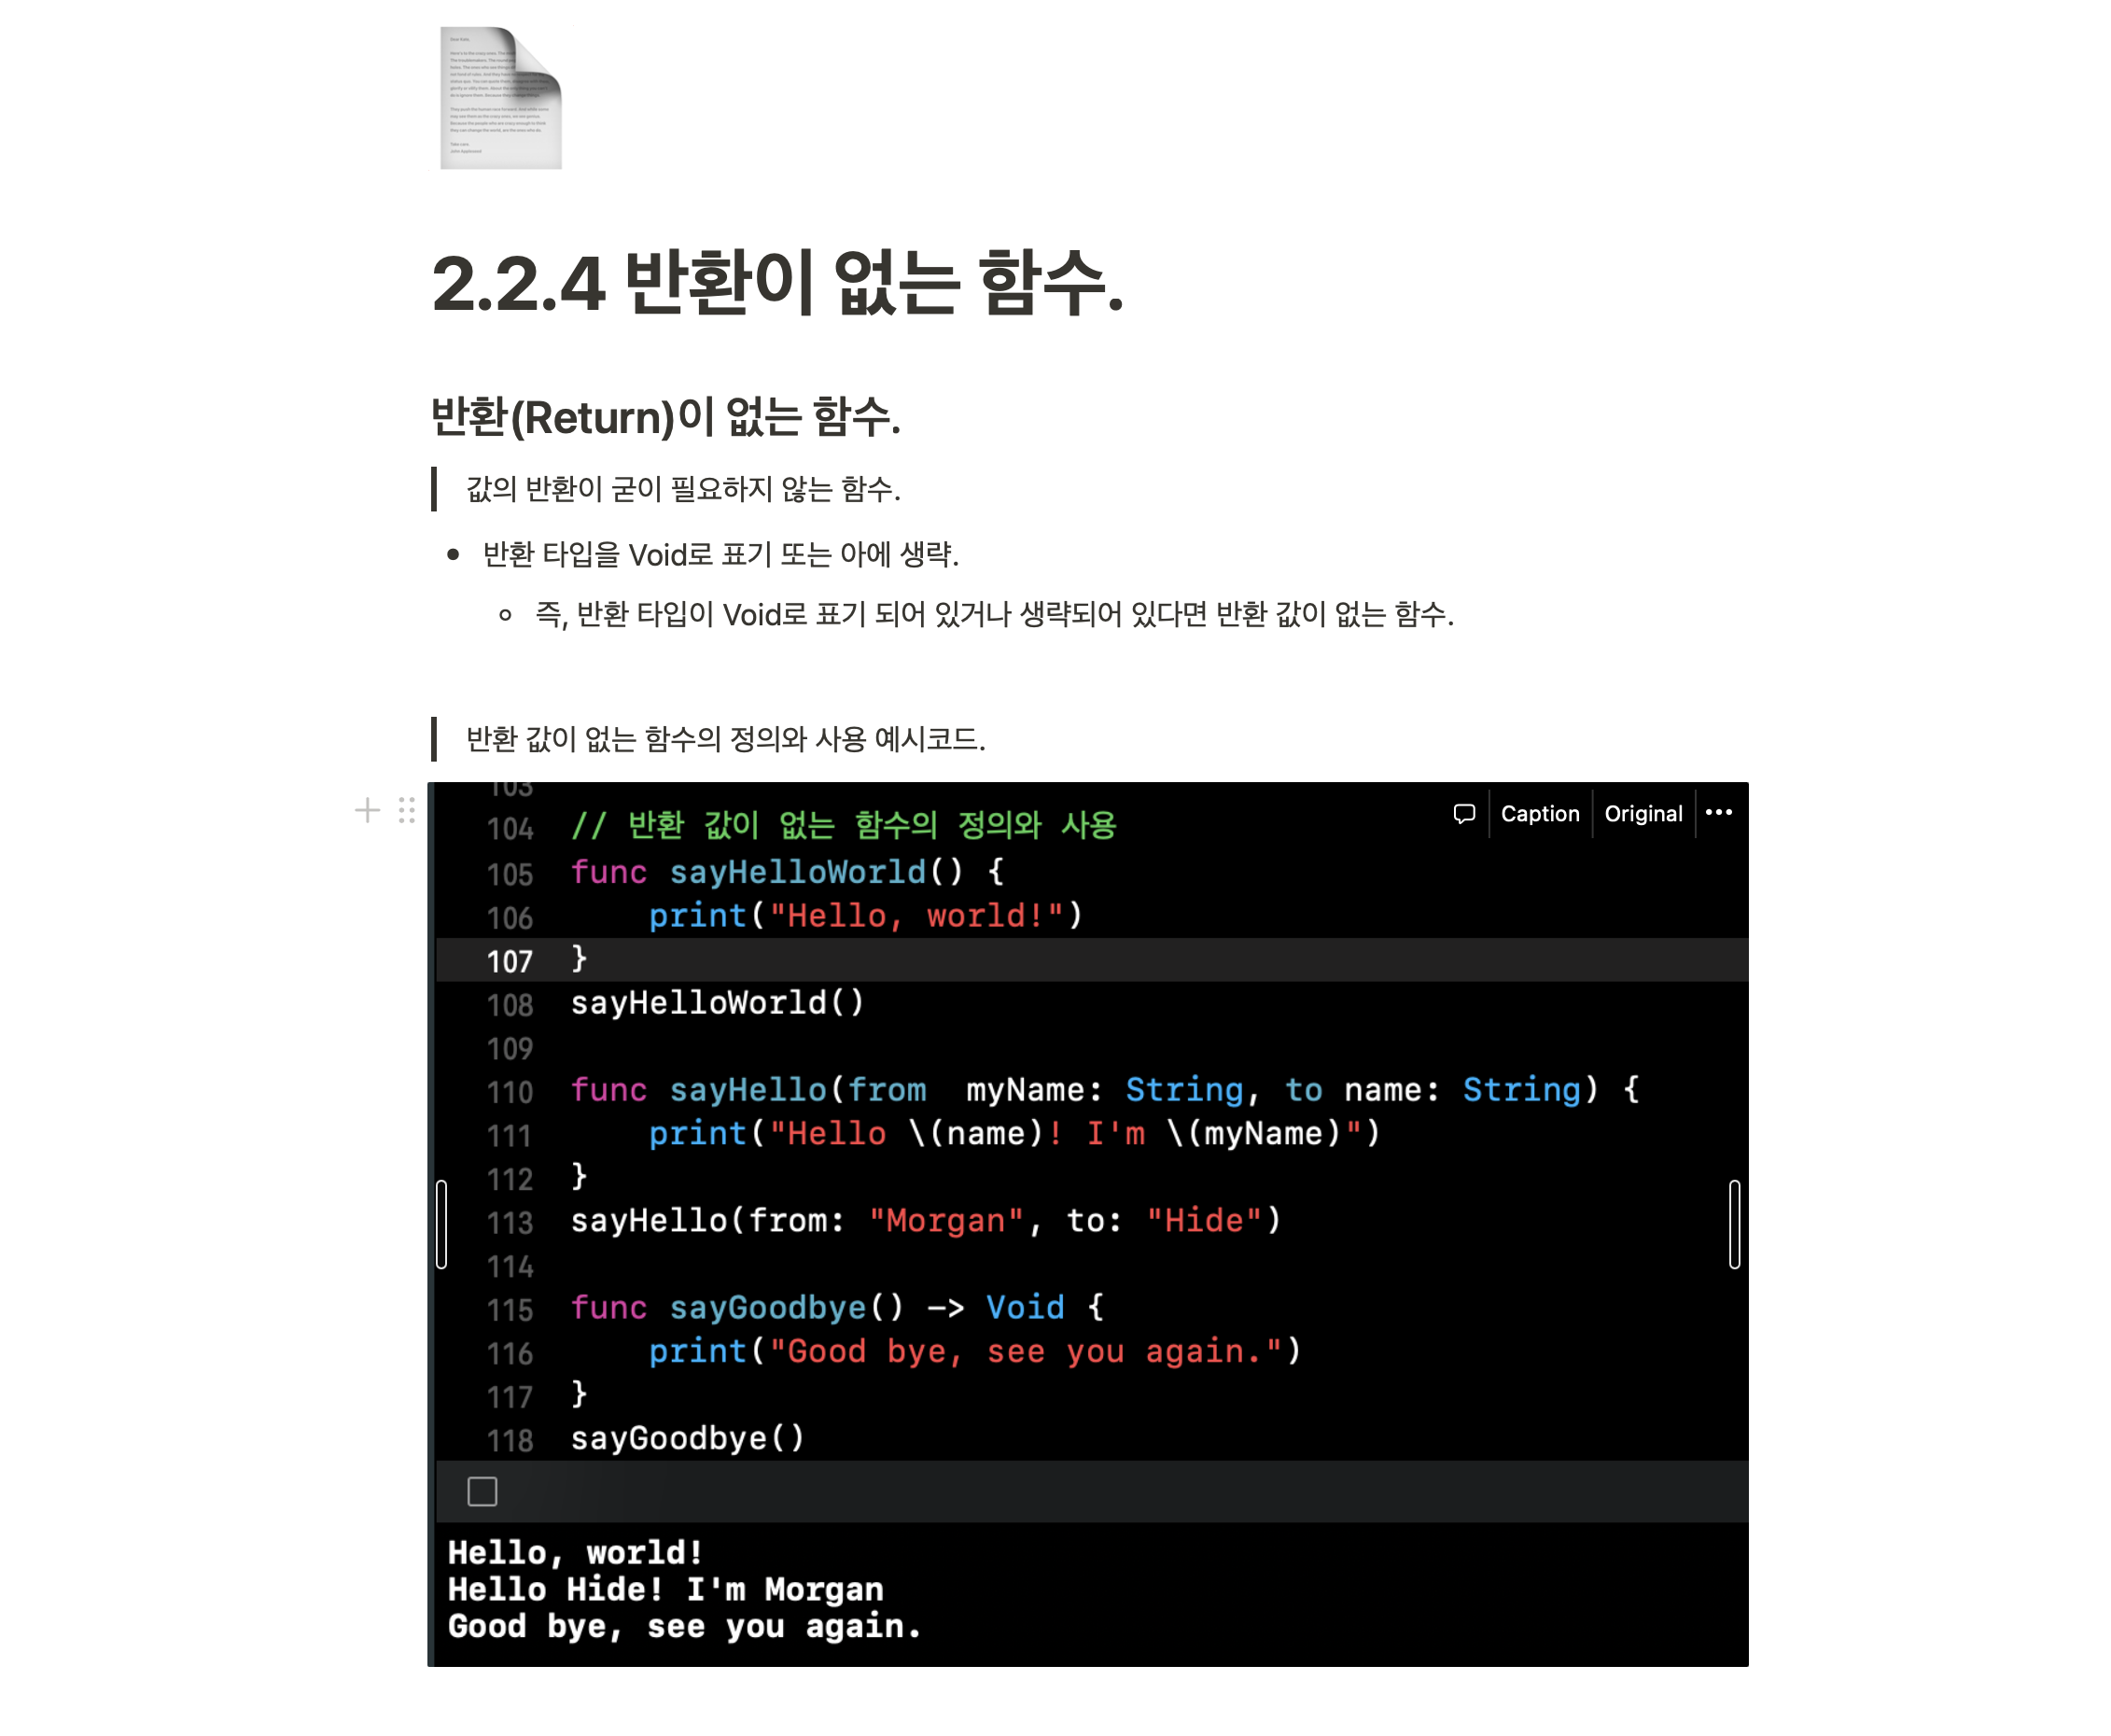 2.2.4 반환이 없는 함수.
반환(Return)이 없는 함수.
값의 반환이 굳이 필요하지 않는 함수.
반환 타입을 Void로 표기 또는 아에 생략.
즉, 반환 타입이 Void로 표기 되어 있거나 생략되어 있다면 반환 값이 없는 함수.
반환 값이 없는 함수의 정의와 사용 예시코드.
103
Caption Original
104 // 반환 값이 없는 함수의 정의와 사용
105 func sayHelloWorld() {
106 print("Hello, world!")
107 }
108 sayHelloWorld()
109
110 func sayHello(from  myName: String, to name: String) {
111 print("Hello \(name)! I'm \(myName)")
112 }
113 sayHello(from: "Morgan", to: "Hide")
114
115 func sayGoodbye() -> Void {
116 print("Good bye, see you again.")
117 }
118 sayGoodbye()
Hello, world!
Hello Hide! I'm Morgan
Good bye, see you again.